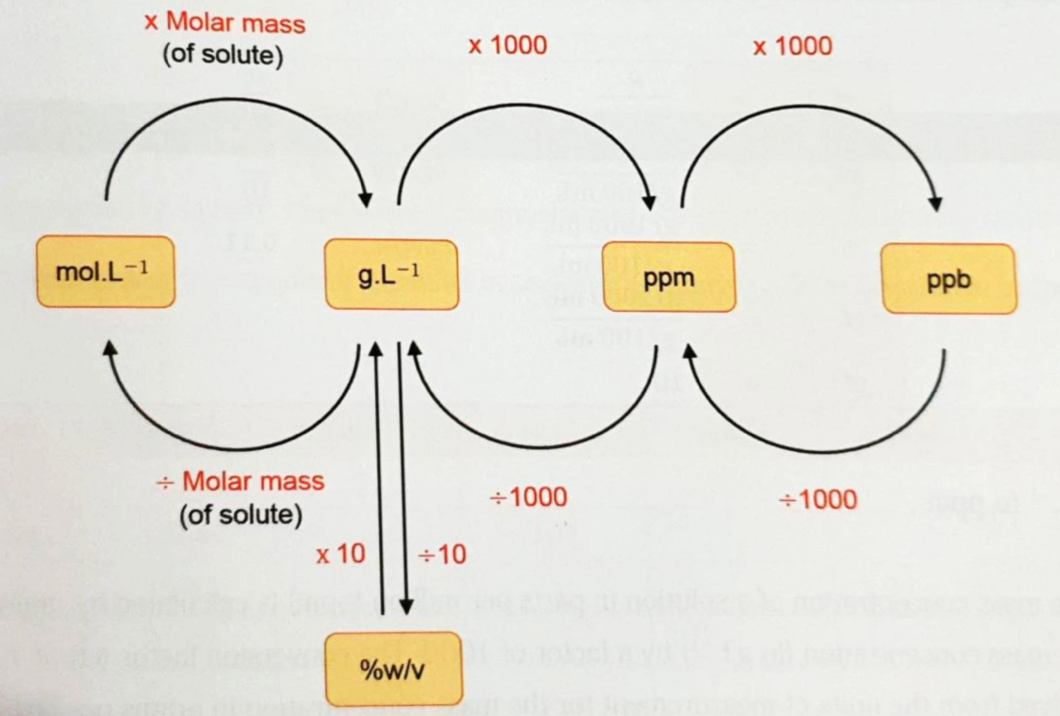 x Molar mass
(of solute)
x 1000
x 1000
mol.L⁻¹
g.L⁻¹
ppm
ppb
÷ Molar mass
(of solute)
÷1000
÷1000
x 10
÷10
%w/v